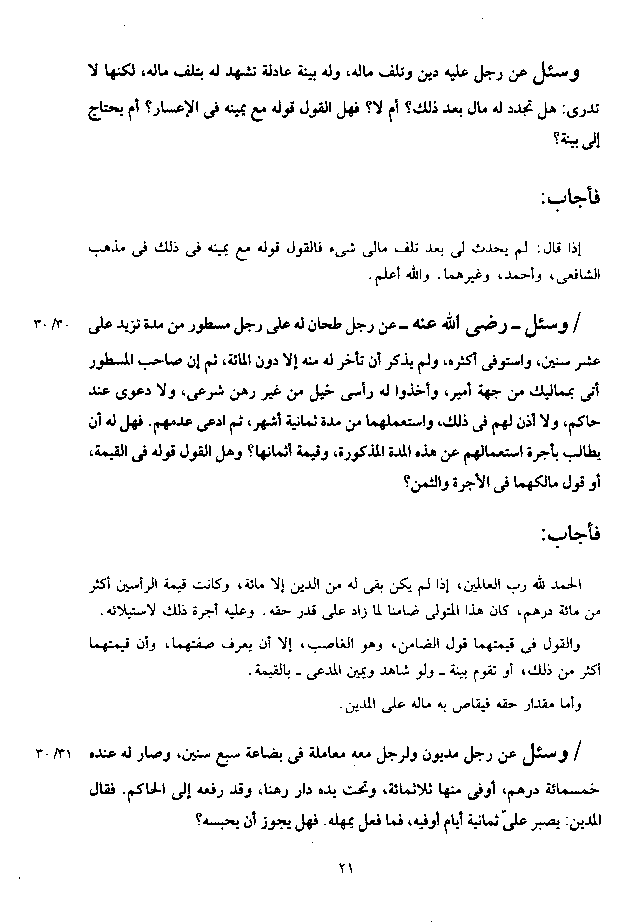 وسئل عن رجل عليه دين وتلف ماله، وله بينة عادلة تشهد له بتلف ماله، لكنها لا
تدرى: هل تجدد له مال بعد ذلك؟ أم لا؟ فهل القول قوله مع يمينه فى الإعسار؟ أم يحتاج
إلى بينة؟
فأجاب:
إذا قال: لم يحدث لى بعد تلف مالى شىء فالقول قوله مع يمينه فى ذلك فى مذهب
الشافعى، وأحمد، وغيرهما. والله أعلم.
/ وسئل ـ رضى الله عنه ـ عن رجل طحان له على رجل مسطور من مدة تزيد على ٣٠/٣٠
عشر سنين، واستوفى أكثره، ولم يذكر أن تأخر له منه إلا دون المائة، ثم إن صاحب المسطور
أتى بمماليك من جهة أمير، وأخذوا له رأسى خيل من غير رهن شرعى، ولا دعوى عند
حاكم، ولا أذن لهم فى ذلك، واستعملهما من مدة ثمانية أشهر، ثم ادعى عدمهم. فهل له أن
يطالب بأجرة استعمالهم عن هذه المدة المذكورة، وقيمة أثمانها؟ وهل القول قوله فى القيمة،
أو قول مالكهما فى الأجرة والثمن؟
فأجاب:
الحمد لله رب العالمين، إذا لم يكن بقى له من الدين إلا مائة، وكانت قيمة الرأسين أكثر
من مائة درهم، كان هذا المتولى ضامنا لما زاد على قدر حقه. وعليه أجرة ذلك لاستيلائه.
والقول فى قيمتهما قول الضامن، وهو الغاصب، إلا أن يعرف صفتهما، وأن قيمتهما
أكثر من ذلك، أو تقوم بينة ـ ولو شاهد ويمين المدعى ـ بالقيمة.
وأما مقدار حقه فيقاص به ماله على المدين.
/ وسئل عن رجل مديون ولرجل معه معاملة فى بضاعة سبع سنين، وصار له عنده ٣٠/٣١
خمسمائة درهم، أوفى منها ثلاثمائة، وتحت يده دار رهنا، وقد رفعه إلى الحاكم. فقال
المدين: يصبر علىّ ثمانية أيام أوفيه، فما فعل يمهله. فهل يجوز أن يحبسه؟
٢١